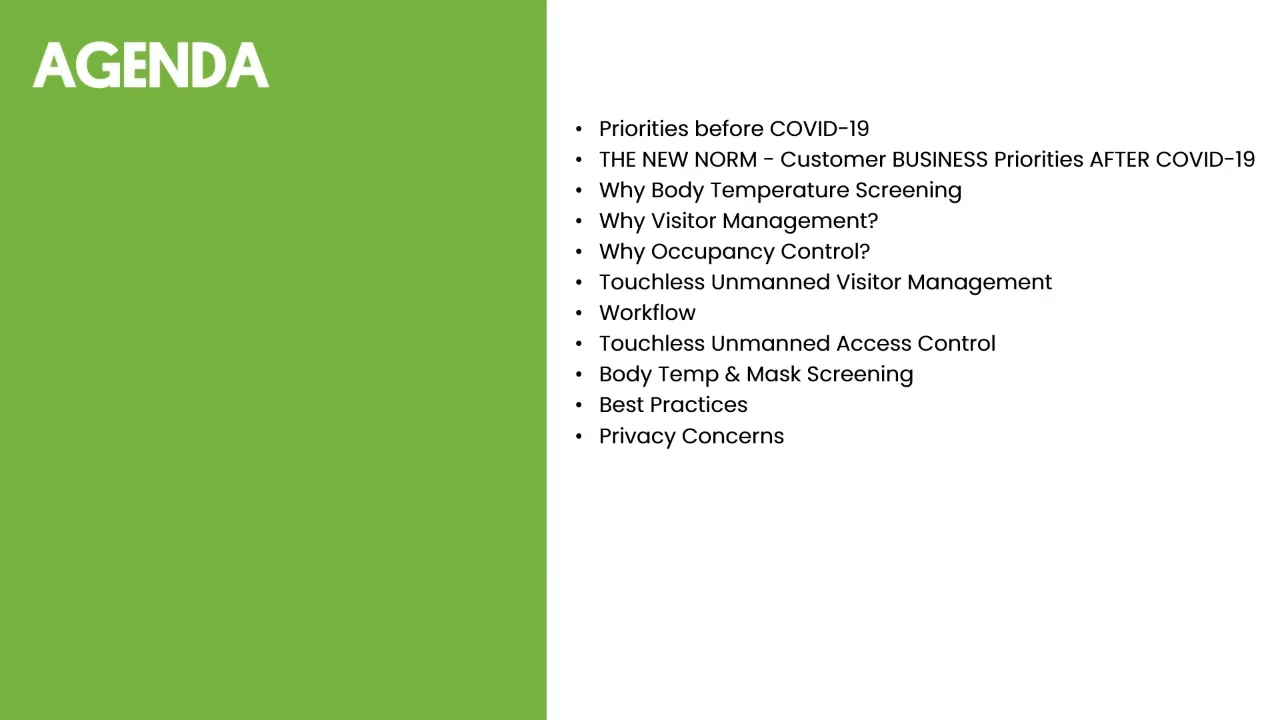 AGENDA
• Priorities before COVID-19
• THE NEW NORM - Customer BUSINESS Priorities AFTER COVID-19
• Why Body Temperature Screening
• Why Visitor Management?
• Why Occupancy Control?
• Touchless Unmanned Visitor Management
• Workflow
• Touchless Unmanned Access Control
• Body Temp & Mask Screening
• Best Practices
• Privacy Concerns